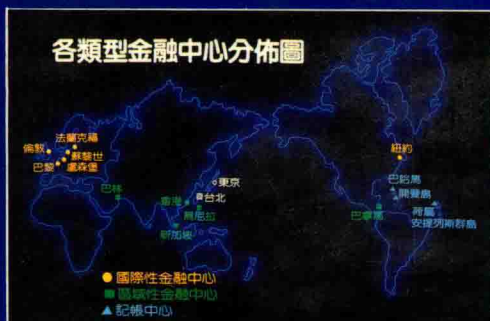 各類型金融中心分佈圖
倫敦
法蘭克福
蘇黎世
巴黎
盧森堡
巴林
香港
東京
台北
馬尼拉
新加坡
紐約
巴哈馬
開曼島
巴拿馬
荷屬
安提列斯群島
國際性金融中心
區域性金融中心
記帳中心